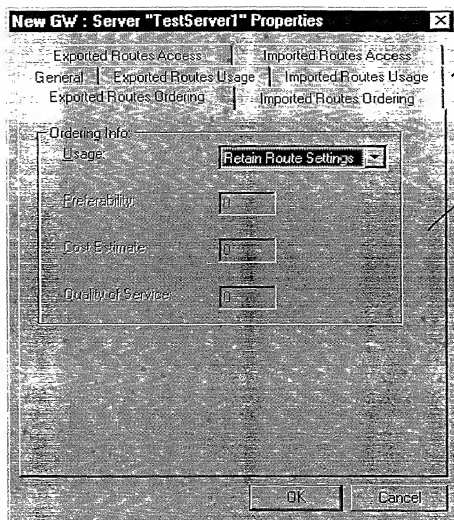 New GW : Server "TestServer1" Properties
Exported Routes Access
Imported Routes Access
General
Exported Routes Usage
Imported Routes Usage
Exported Routes Ordering
Imported Routes Ordering
Ordering Info:
Usage:
Retain Route Settings
Preferability
0
Cost Estimate
0
Quality of Service
0
OK
Cancel